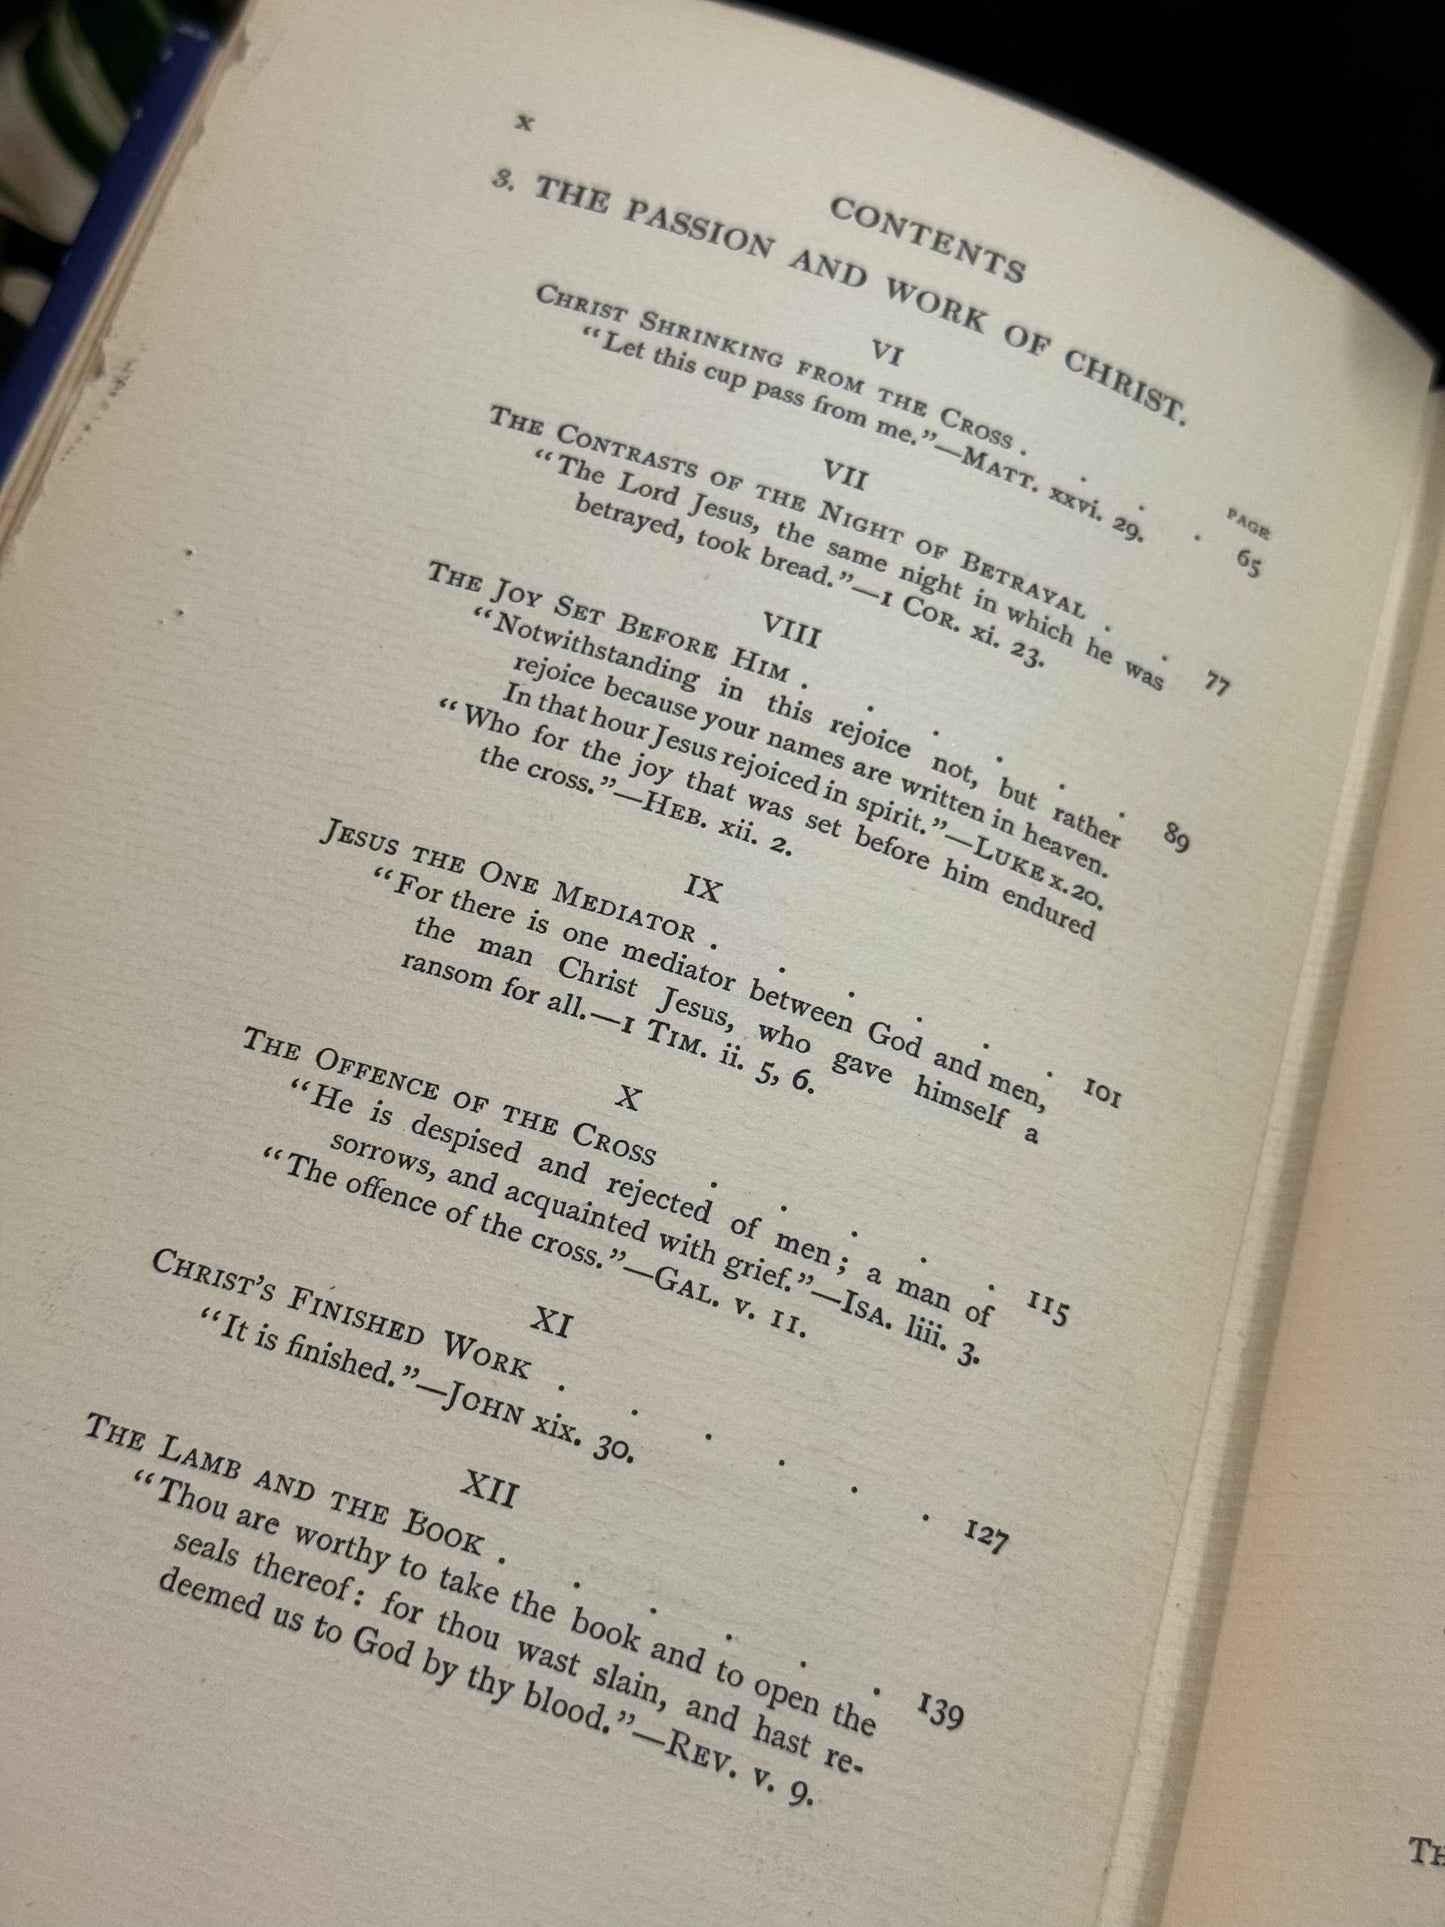 x
CONTENTS
3. THE PASSION AND WORK OF CHRIST.
VI
PAGE
CHRIST SHRINKING FROM THE CROSS . . . . 65
“Let this cup pass from me.”—MATT. xxvi. 29.
VII
THE CONTRASTS OF THE NIGHT OF BETRAYAL . . 77
“The Lord Jesus, the same night in which he was
betrayed, took bread.”—1 COR. xi. 23.
VIII
THE JOY SET BEFORE HIM . . . . . . 89
“Notwithstanding in this rejoice not, but rather
rejoice because your names are written in heaven.
In that hour Jesus rejoiced in spirit.”—LUKE x. 20.
“Who for the joy that was set before him endured
the cross.”—HEB. xii. 2.
IX
JESUS THE ONE MEDIATOR . . . . . . 101
“For there is one mediator between God and men,
the man Christ Jesus, who gave himself a
ransom for all.—1 TIM. ii. 5, 6.
X
THE OFFENCE OF THE CROSS . . . . . 115
“He is despised and rejected of men; a man of
sorrows, and acquainted with grief.”—ISA. liii. 3.
“The offence of the cross.”—GAL. v. 11.
XI
CHRIST'S FINISHED WORK . . . . . . 127
“It is finished.”—JOHN xix. 30.
XII
THE LAMB AND THE BOOK . . . . . . 139
“Thou are worthy to take the book and to open the
seals thereof: for thou wast slain, and hast re-
deemed us to God by thy blood.”—REV. v. 9.